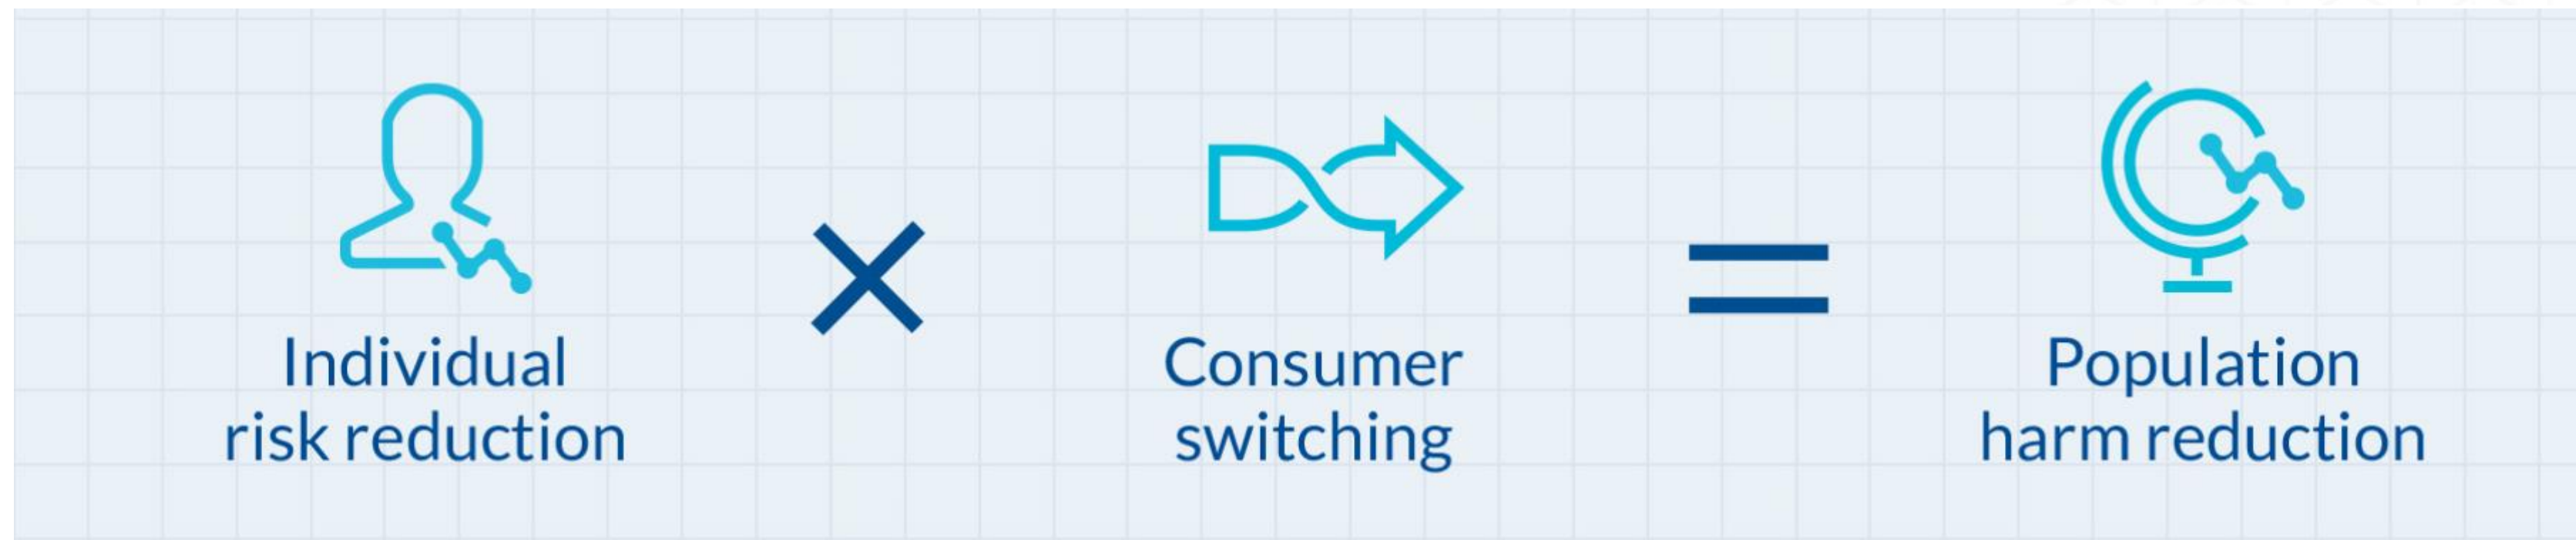 Individual
risk reduction
×
Consumer
switching
=
Population
harm reduction